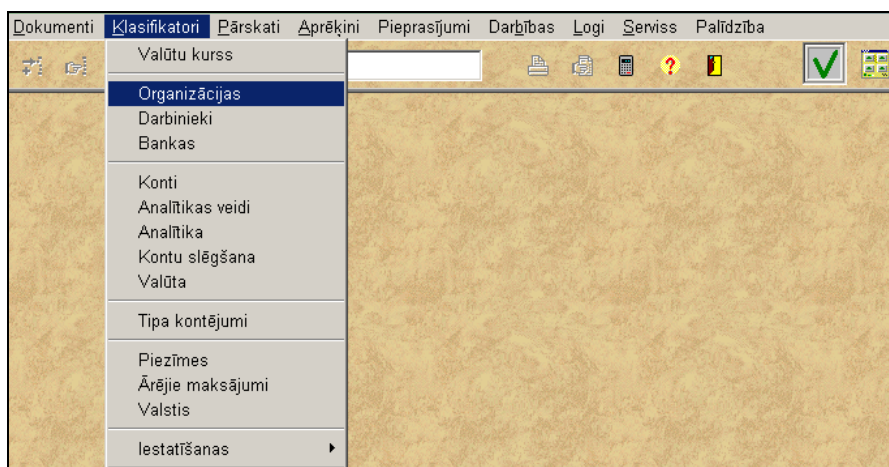 Dokumenti Klasifikatori Pārskati Aprēķini Pieprasījumi Darbības Logi Serviss Palīdzība
Valūtu kurss
Organizācijas
Darbinieki
Bankas
Konti
Analītikas veidi
Analītika
Kontu slēgšana
Valūta
Tipa kontējumi
Piezīmes
Ārējie maksājumi
Valstis
Iestatīšanas